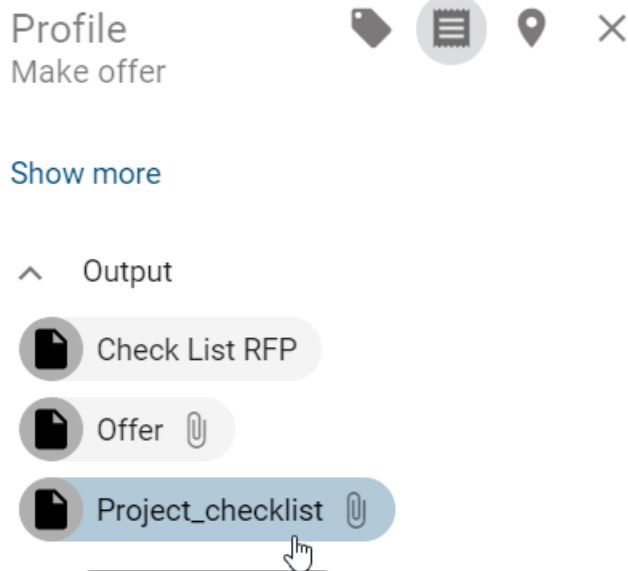 Profile
Make offer
Show more
Output
Check List RFP
Offer
Project_checklist